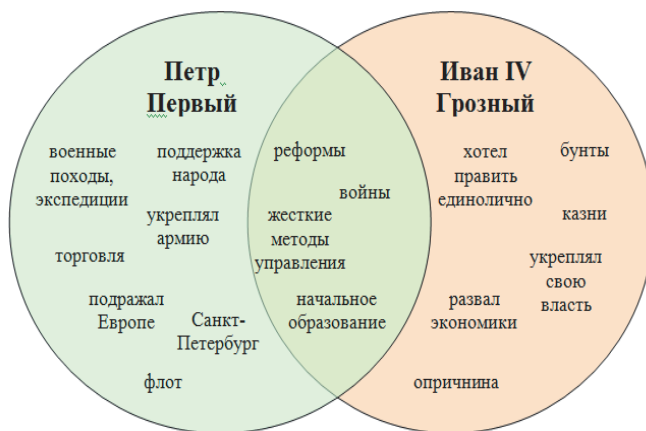 Петр
Первый
военные
походы,
экспедиции
поддержка
народа
укреплял
армию
торговля
подражал
Европе
Санкт-
Петербург
флот
реформы
войны
жесткие
методы
управления
начальное
образование
Иван IV
Грозный
хотел
править
единолично
бунты
казни
укреплял
свою
власть
развал
экономики
опричнина